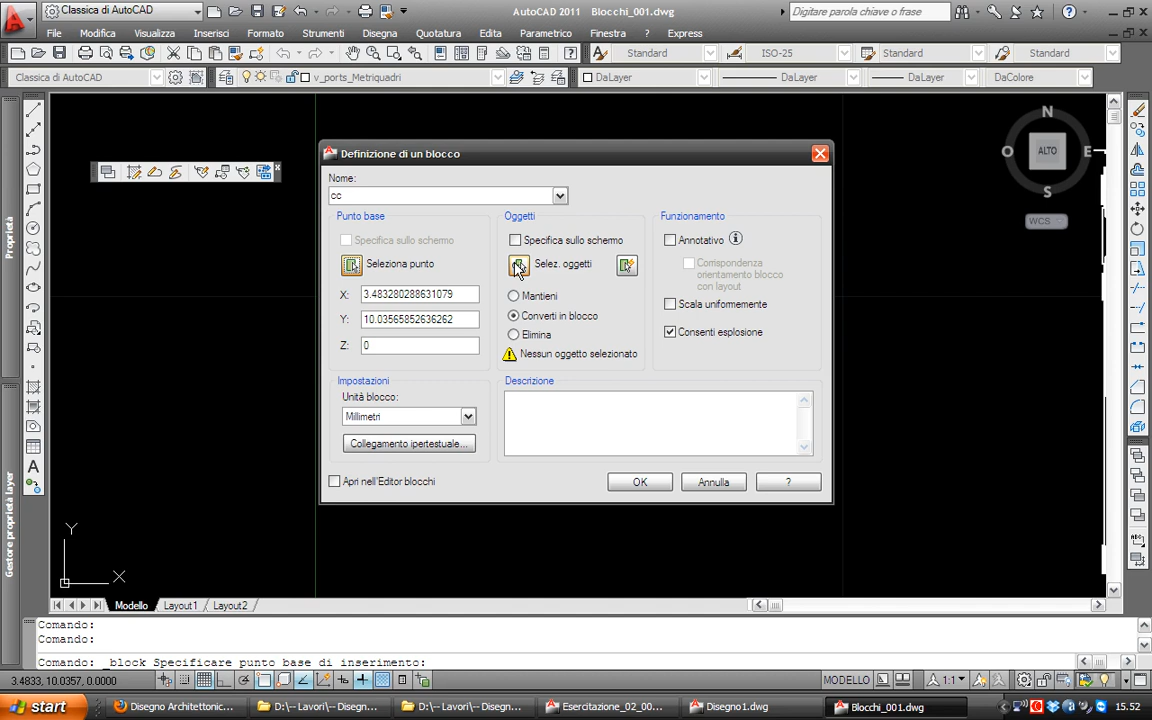 Classica di AutoCAD
AutoCAD 2011 Blocchi_001.dwg
Digitare parola chiave o frase
File Modifica Visualizza Inserisci Formato Strumenti Disegna Quotatura Edita Parametrico Finestra ? Express
Standard ISO-25 Standard Standard
Classica di AutoCAD v_ports_Metriquadri DaLayer DaLayer DaLayer DaColore
N
O ALTO E
S
WCS
Proprietà
Gestore proprietà layer
Definizione di un blocco
Nome:
cc
Punto base
Specifica sullo schermo
Seleziona punto
X: 3.483280288631079
Y: 10.03565852636262
Z: 0
Oggetti
Specifica sullo schermo
Selez. oggetti
Mantieni
Converti in blocco
Elimina
Nessun oggetto selezionato
Funzionamento
Annotativo
Corrispondenza
orientamento blocco
con layout
Scala uniformemente
Consenti esplosione
Impostazioni
Unità blocco:
Millimetri
Collegamento ipertestuale...
Descrizione
Apri nell'Editor blocchi
OK Annulla ?
Y
X
Modello Layout1 Layout2
Comando:
Comando:
Comando: _block Specificare punto base di inserimento:
3.4833, 10.0357, 0.0000
MODELLO
1:1
start
Disegno Architettonic...
D:\-- Lavori\-- Disegn...
D:\-- Lavori\-- Disegn...
Esercitazione_02_00...
Disegno1.dwg
Blocchi_001.dwg
15.52